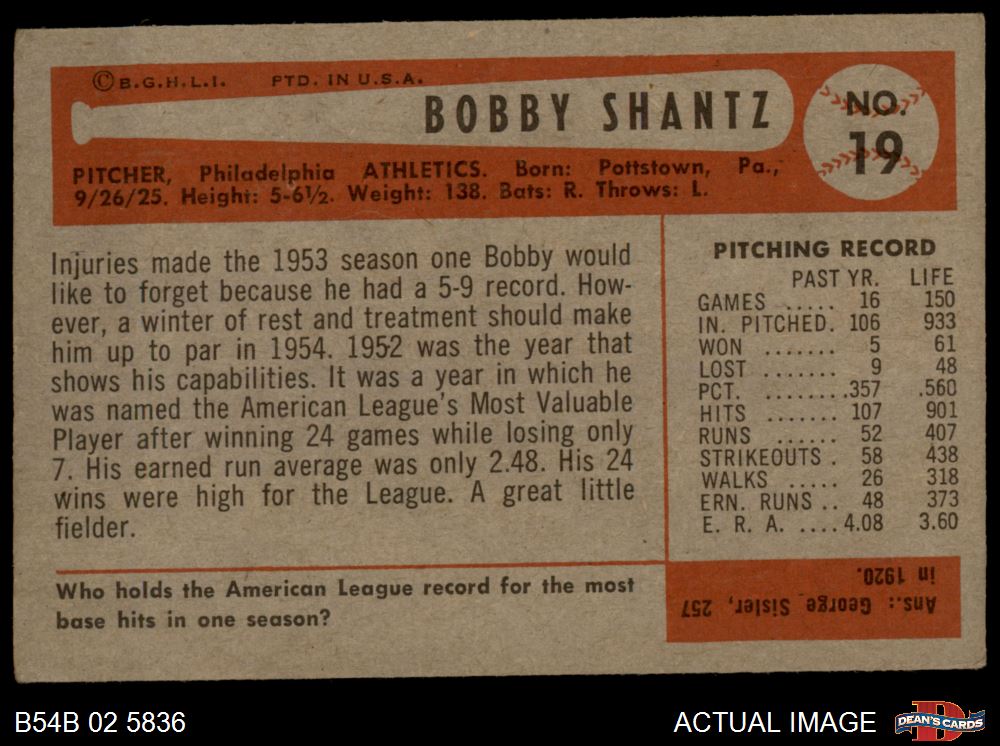 ©B.G.H.L.I. PTD. IN U.S.A.
BOBBY SHANTZ
NO.
19
PITCHER, Philadelphia ATHLETICS. Born: Pottstown, Pa.,
9/26/25. Height: 5-6½. Weight: 138. Bats: R. Throws: L.
Injuries made the 1953 season one Bobby would
like to forget because he had a 5-9 record. How-
ever, a winter of rest and treatment should make
him up to par in 1954. 1952 was the year that
shows his capabilities. It was a year in which he
was named the American League's Most Valuable
Player after winning 24 games while losing only
7. His earned run average was only 2.48. His 24
wins were high for the League. A great little
fielder.
PITCHING RECORD
PAST YR. LIFE
GAMES ..... 16 150
IN. PITCHED. 106 933
WON ....... 5 61
LOST ....... 9 48
PCT. ........357 .560
HITS ....... 107 901
RUNS ...... 52 407
STRIKEOUTS . 58 438
WALKS ..... 26 318
ERN. RUNS .. 48 373
E. R. A. ....4.08 3.60
Who holds the American League record for the most
base hits in one season?
Ans.: George Sisler, 257
in 1920.
B54B 02 5836
ACTUAL IMAGE
DEAN'S CARDS